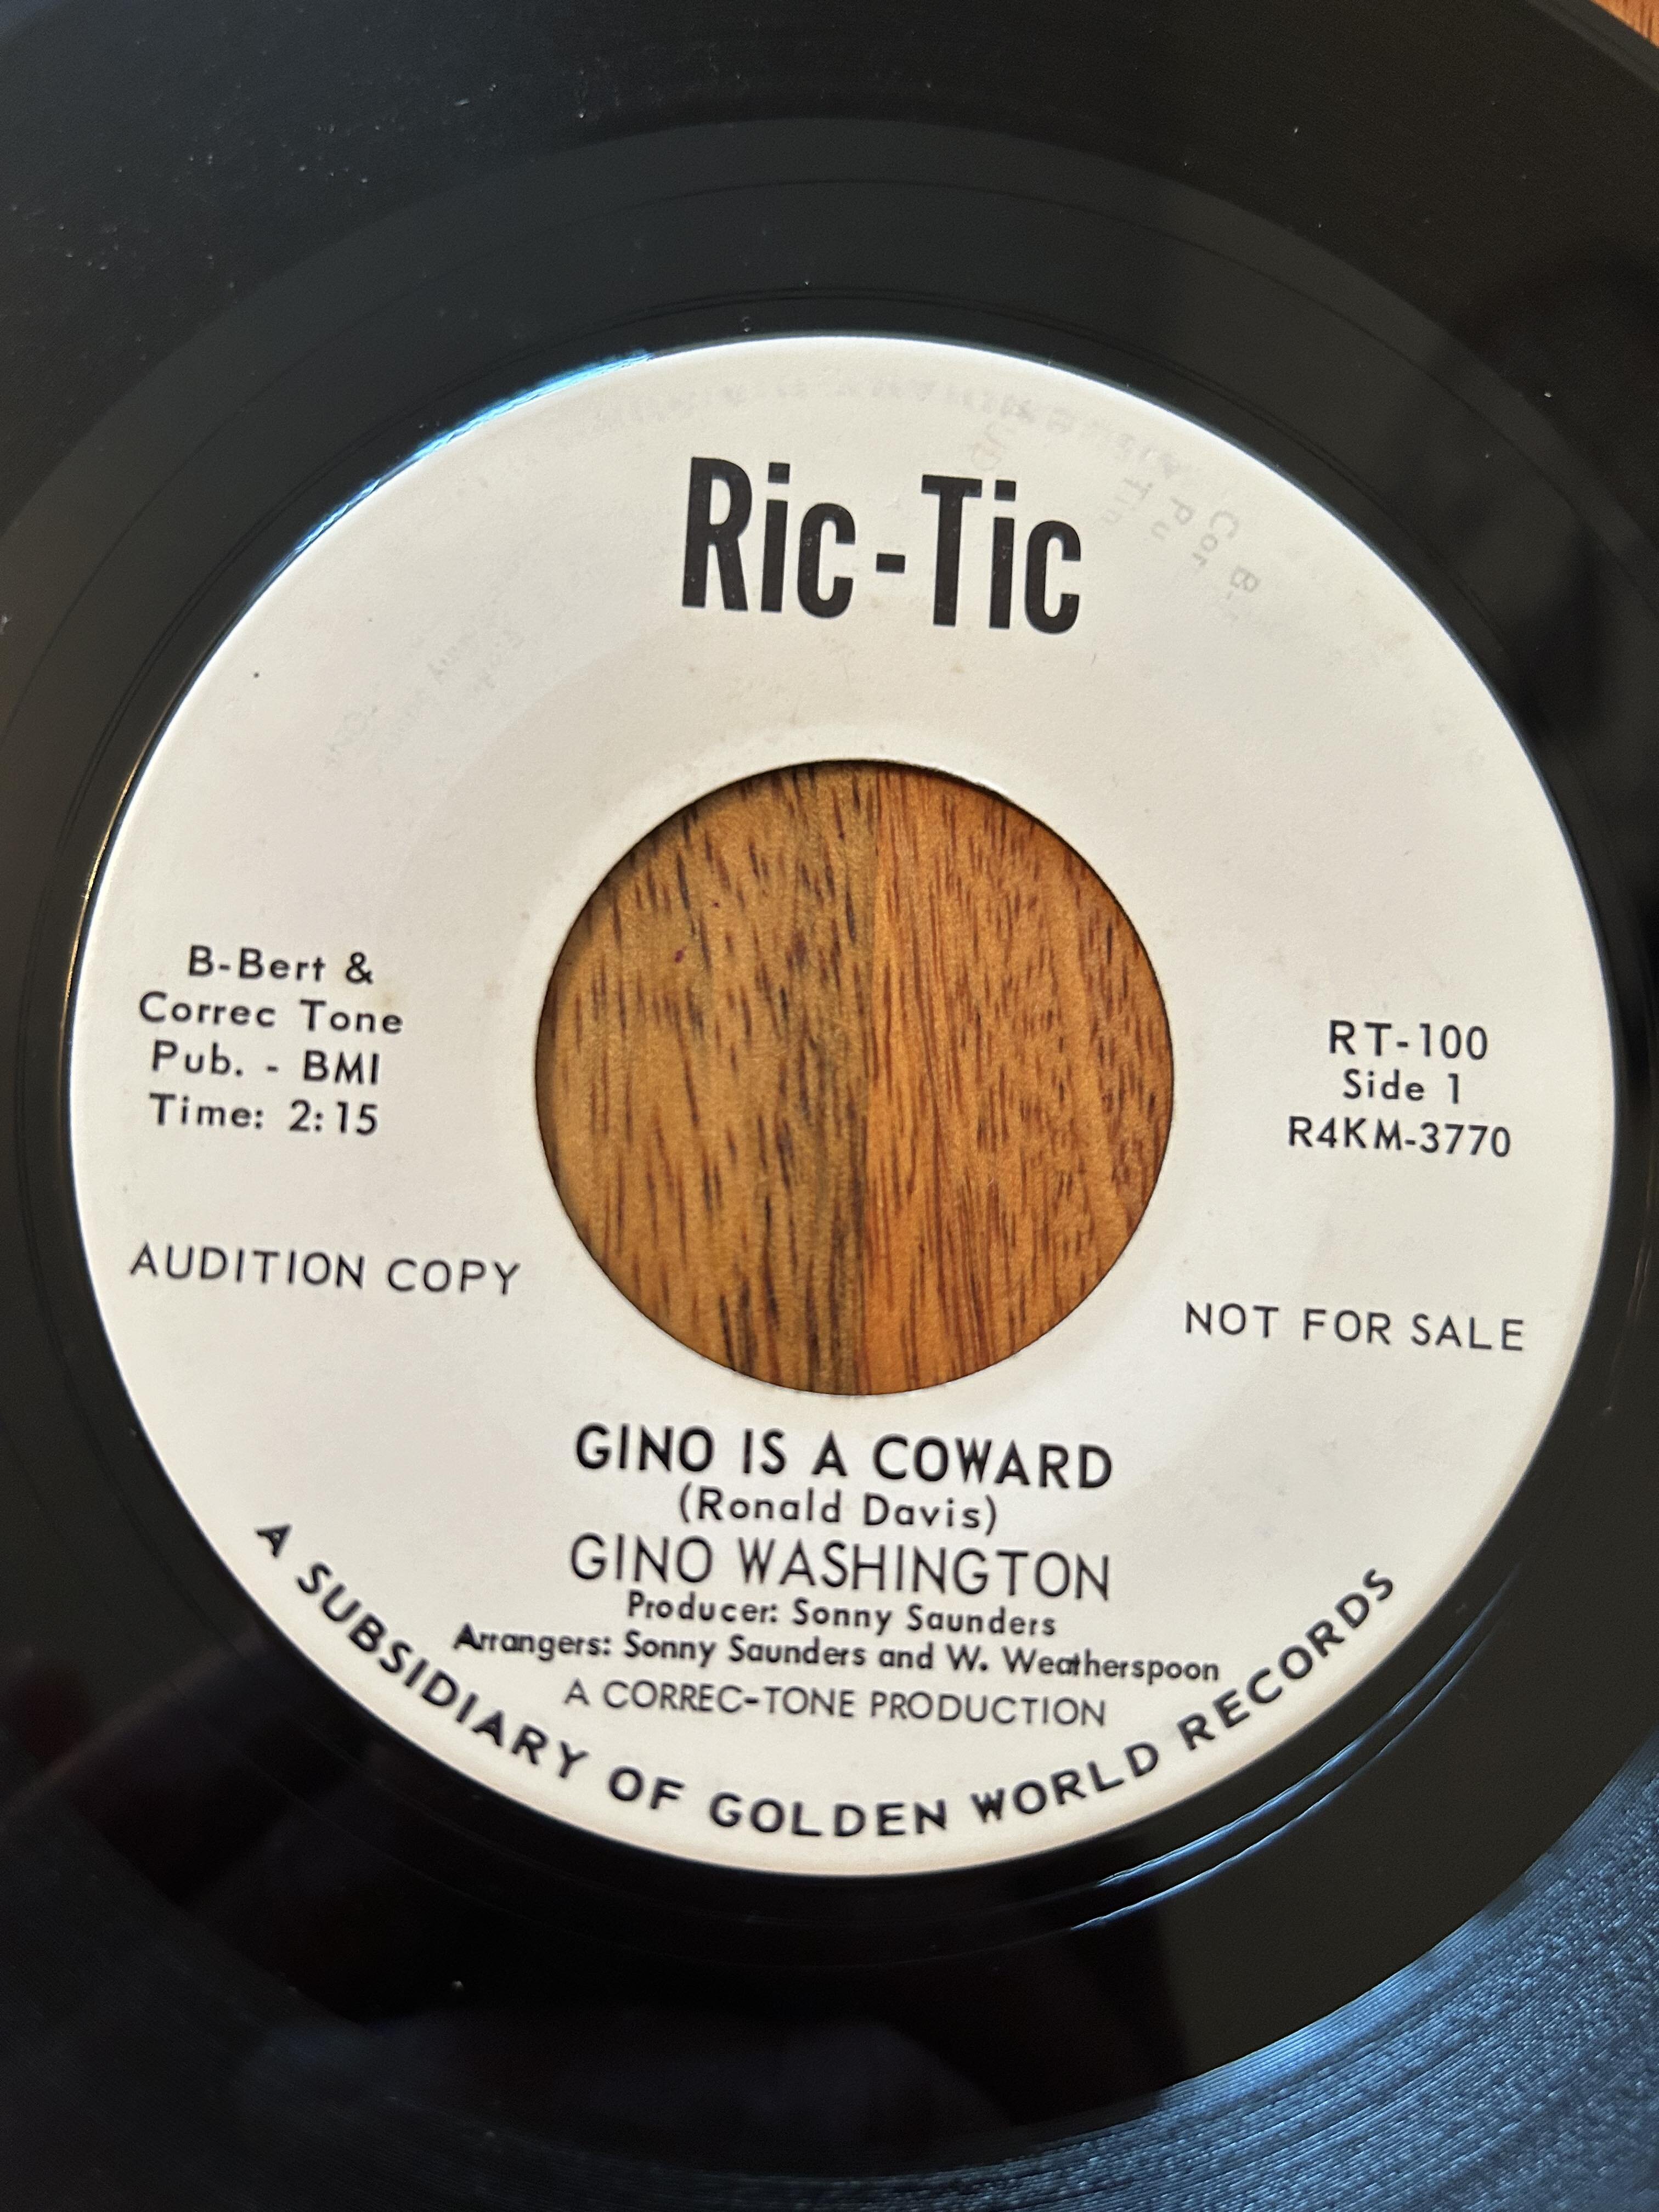 Ric-Tic
B-Bert &
Correc Tone
Pub. - BMI
Time: 2:15
RT-100
Side 1
R4KM-3770
AUDITION COPY
NOT FOR SALE
GINO IS A COWARD
(Ronald Davis)
GINO WASHINGTON
Producer: Sonny Saunders
Arrangers: Sonny Saunders and W. Weatherspoon
A CORREC-TONE PRODUCTION
A SUBSIDIARY OF GOLDEN WORLD RECORDS